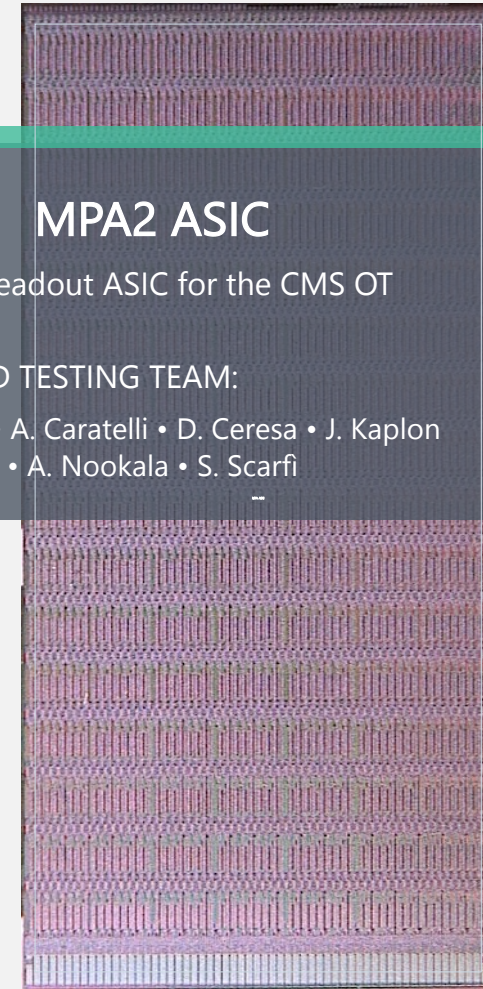 MPA2 ASIC
eadout ASIC for the CMS OT
D TESTING TEAM:
A. Caratelli • D. Ceresa • J. Kaplon
• A. Nookala • S. Scarfì